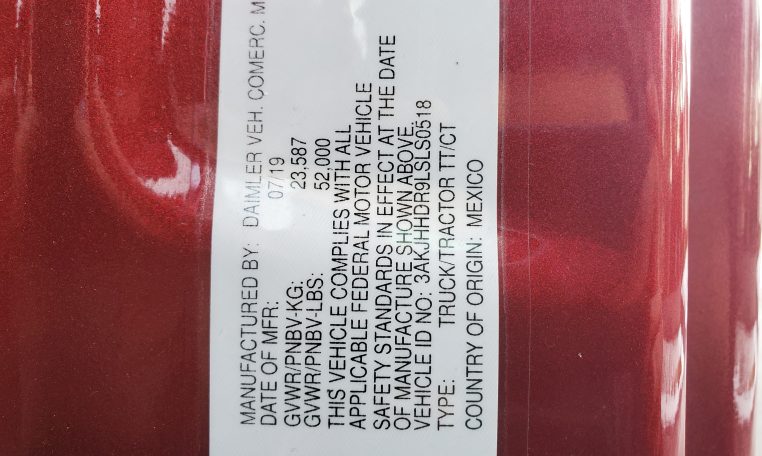 MANUFACTURED BY: DAIMLER VEH. COMERC. M
DATE OF MFR: 07/19
GVWR/PNBV-KG: 23,587
GVWR/PNBV-LBS: 52,000
THIS VEHICLE COMPLIES WITH ALL
APPLICABLE FEDERAL MOTOR VEHICLE
SAFETY STANDARDS IN EFFECT AT THE DATE
OF MANUFACTURE SHOWN ABOVE.
VEHICLE ID NO: 3AKJHHDR9LSLS0518
TYPE: TRUCK/TRACTOR TT/CT
COUNTRY OF ORIGIN: MEXICO